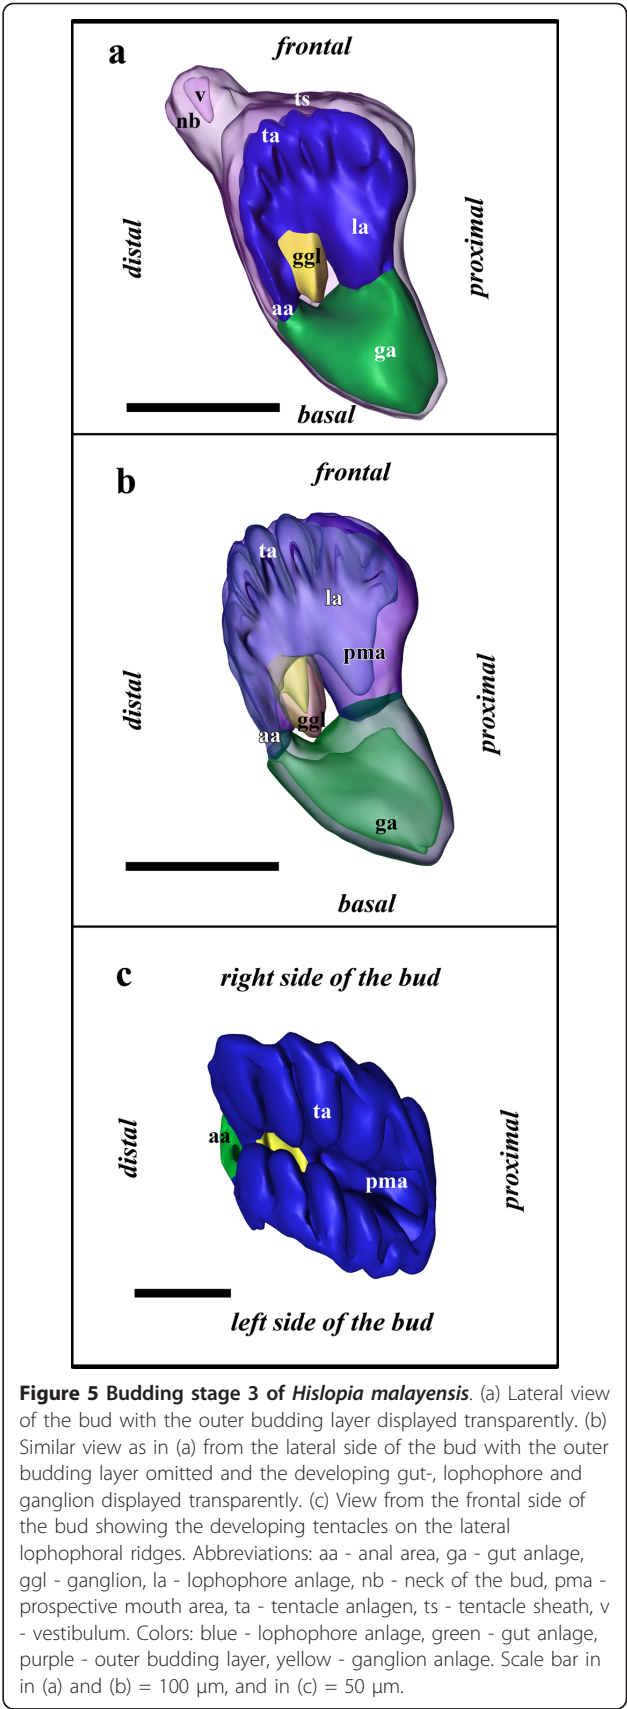 a
frontal
v
nb
ts
ta
la
distal
proximal
ggl
aa
ga
basal
b
frontal
ta
la
pma
distal
proximal
ggl
aa
ga
basal
c
right side of the bud
distal
proximal
ta
aa
pma
left side of the bud
Figure 5 Budding stage 3 of Hislopia malayensis. (a) Lateral view
of the bud with the outer budding layer displayed transparently. (b)
Similar view as in (a) from the lateral side of the bud with the outer
budding layer omitted and the developing gut-, lophophore and
ganglion displayed transparently. (c) View from the frontal side of
the bud showing the developing tentacles on the lateral
lophophoral ridges. Abbreviations: aa - anal area, ga - gut anlage,
ggl - ganglion, la - lophophore anlage, nb - neck of the bud, pma -
prospective mouth area, ta - tentacle anlagen, ts - tentacle sheath, v
- vestibulum. Colors: blue - lophophore anlage, green - gut anlage,
purple - outer budding layer, yellow - ganglion anlage. Scale bar in
in (a) and (b) = 100 μm, and in (c) = 50 μm.